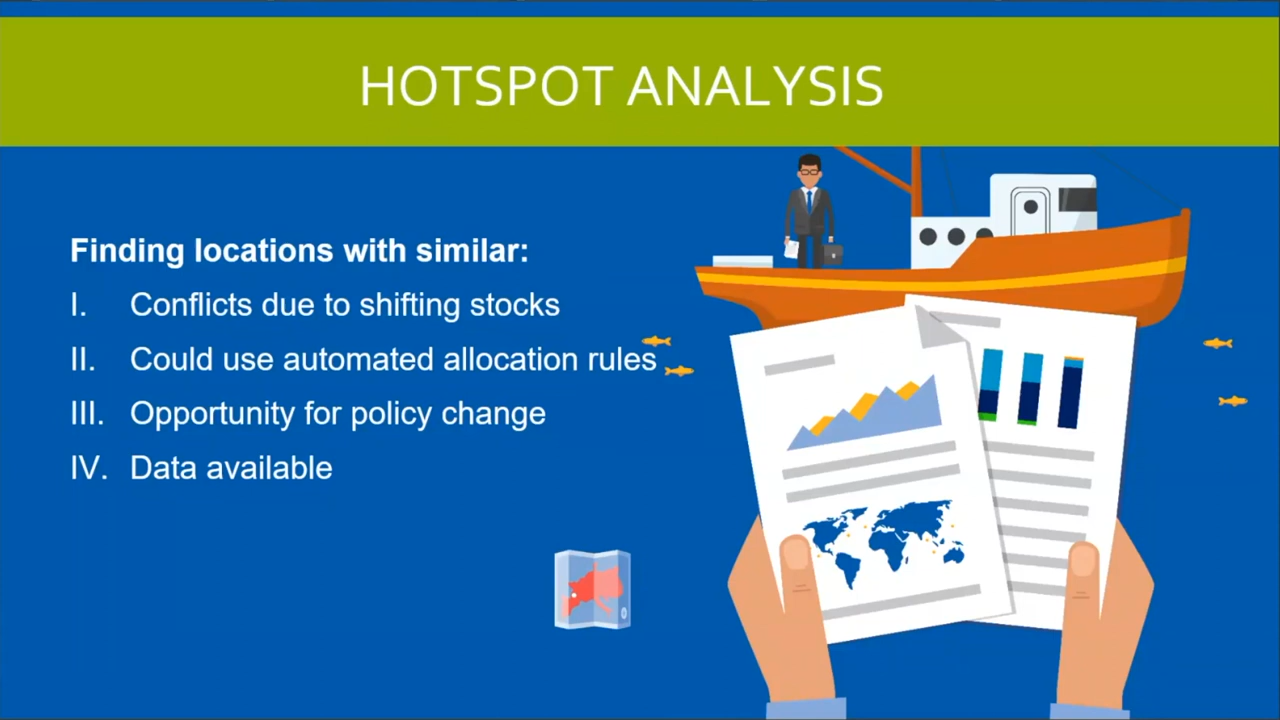 HOTSPOT ANALYSIS
Finding locations with similar:
I. Conflicts due to shifting stocks
II. Could use automated allocation rules
III. Opportunity for policy change
IV. Data available